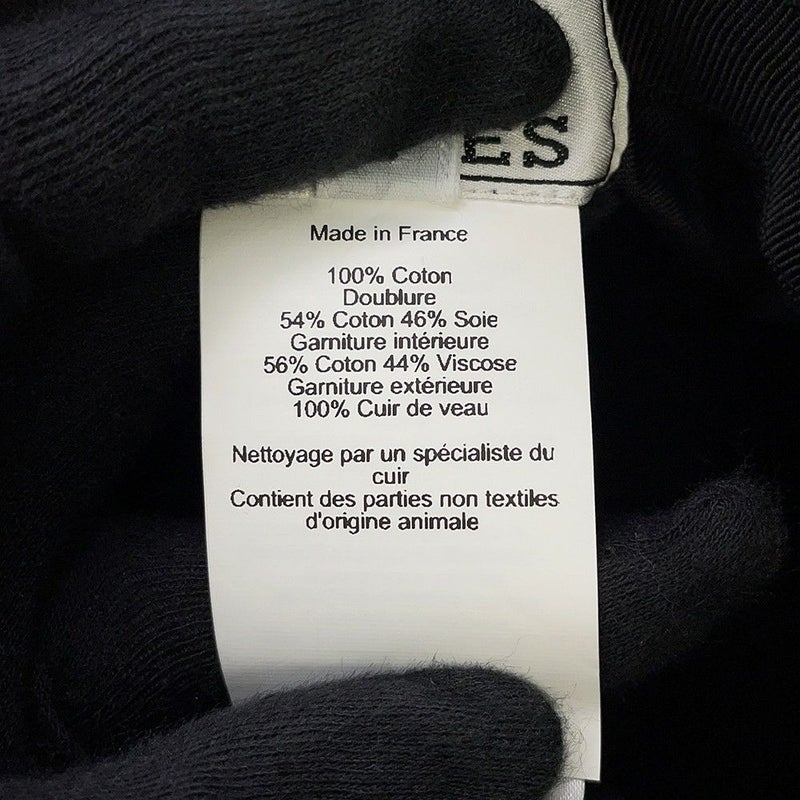 ES
Made in France
100% Coton
Doublure
54% Coton 46% Soie
Garniture intérieure
56% Coton 44% Viscose
Garniture extérieure
100% Cuir de veau
Nettoyage par un spécialiste du
cuir
Contient des parties non textiles
d'origine animale